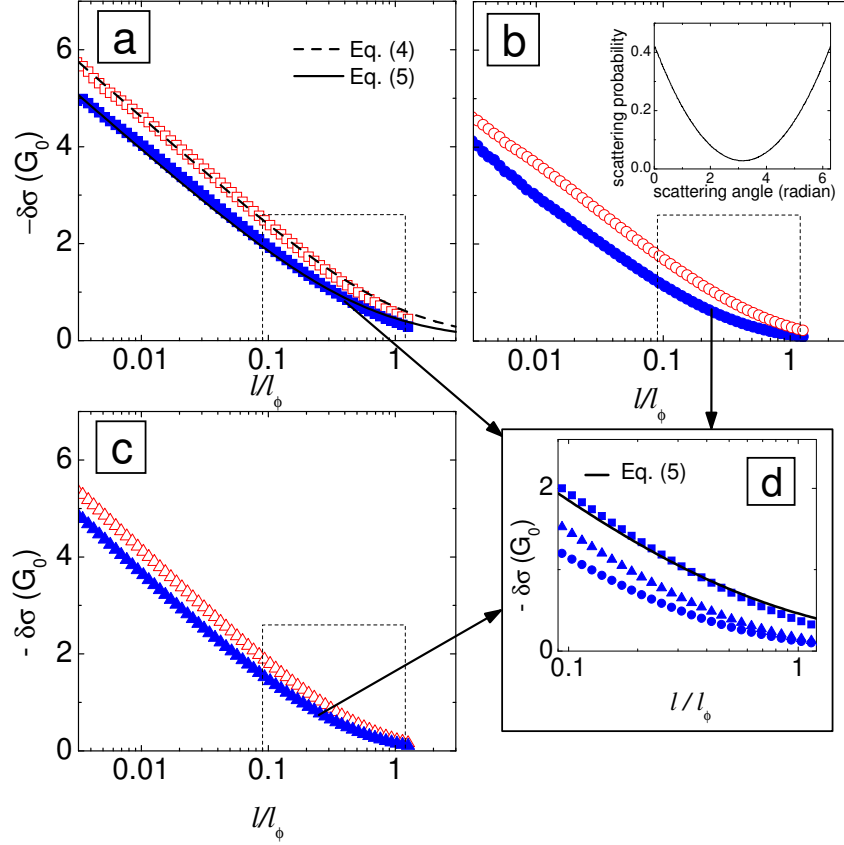 a
Eq. (4)
Eq. (5)
6
4
2
0
−δσ (G₀)
0.01
0.1
1
l/lϕ
b
scattering probability
0.4
0.2
0.0
0
2
4
6
scattering angle (radian)
0.01
0.1
1
l/lϕ
c
6
4
2
0
- δσ (G₀)
0.01
0.1
1
l/lϕ
d
Eq. (5)
2
0
- δσ (G₀)
0.1
1
l / lϕ